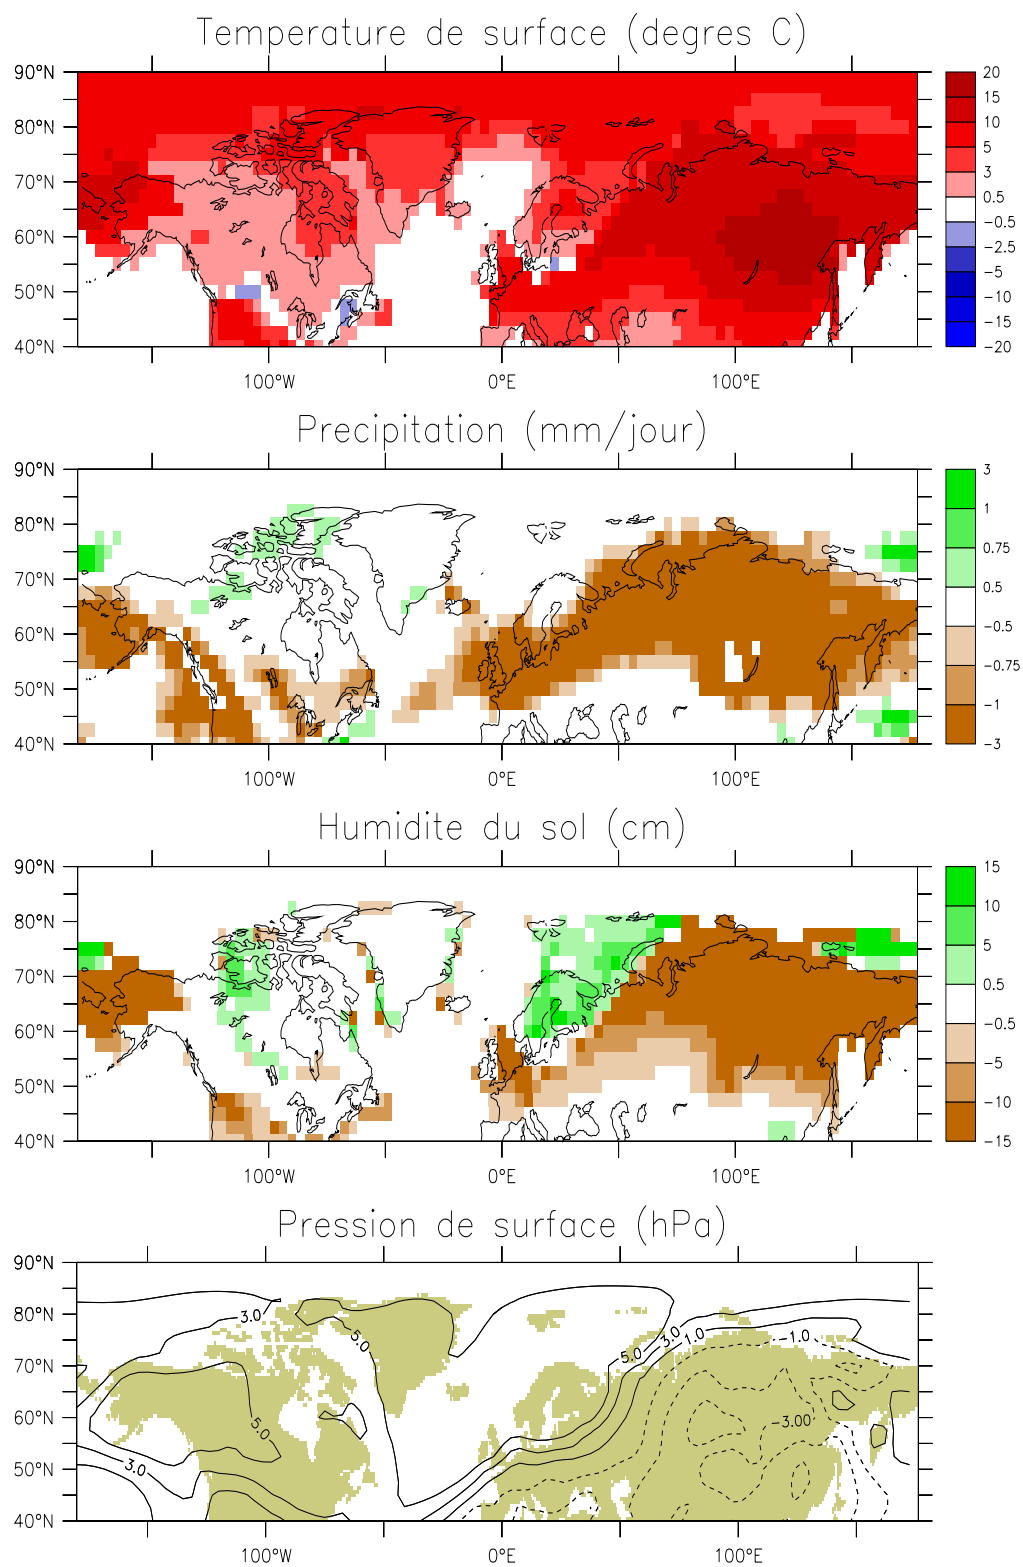 Temperature de surface (degres C)
90°N
80°N
70°N
60°N
50°N
40°N
100°W 0°E 100°E
20
15
10
5
3
0.5
−0.5
−2.5
−5
−10
−15
−20
Precipitation (mm/jour)
90°N
80°N
70°N
60°N
50°N
40°N
100°W 0°E 100°E
3
1
0.75
0.5
−0.5
−0.75
−1
−3
Humidite du sol (cm)
90°N
80°N
70°N
60°N
50°N
40°N
100°W 0°E 100°E
15
10
5
0.5
−0.5
−5
−10
−15
Pression de surface (hPa)
90°N
80°N
70°N
60°N
50°N
40°N
3.0
5.0
5.0
3.0
1.0
−1.0
5.0
−3.00
3.0
100°W 0°E 100°E